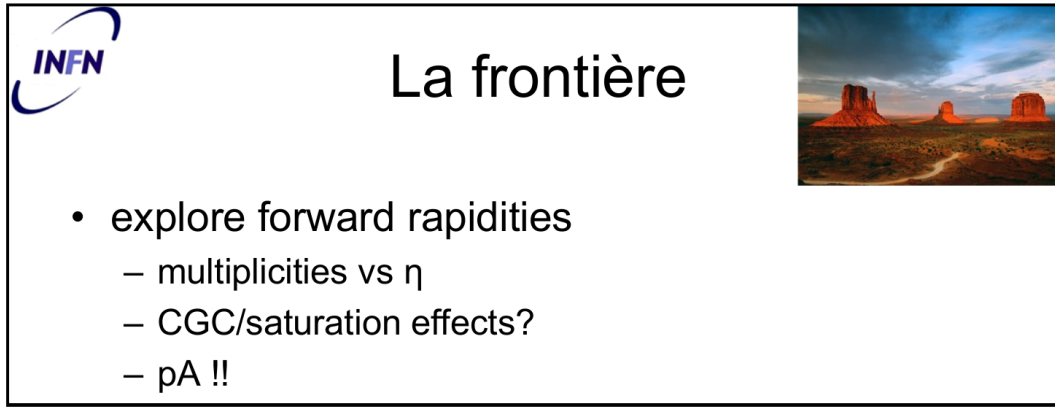 INFN
La frontière
• explore forward rapidities
– multiplicities vs η
– CGC/saturation effects?
– pA !!